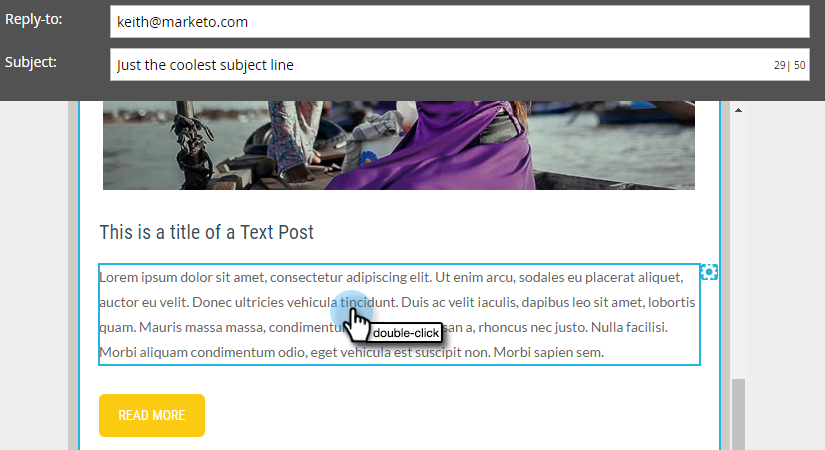 Reply-to:
keith@marketo.com
Subject:
Just the coolest subject line
29| 50
This is a title of a Text Post
Lorem ipsum dolor sit amet, consectetur adipiscing elit. Ut enim arcu, sodales eu placerat aliquet,
auctor eu velit. Donec ultricies vehicula tincidunt. Duis ac velit iaculis, dapibus leo sit amet, lobortis
quam. Mauris massa massa, a, rhoncus nec justo. Nulla facilisi.
double-click
Morbi aliquam condimentum odio, eget vehicula est suscipit non. Morbi sapien sem.
READ MORE